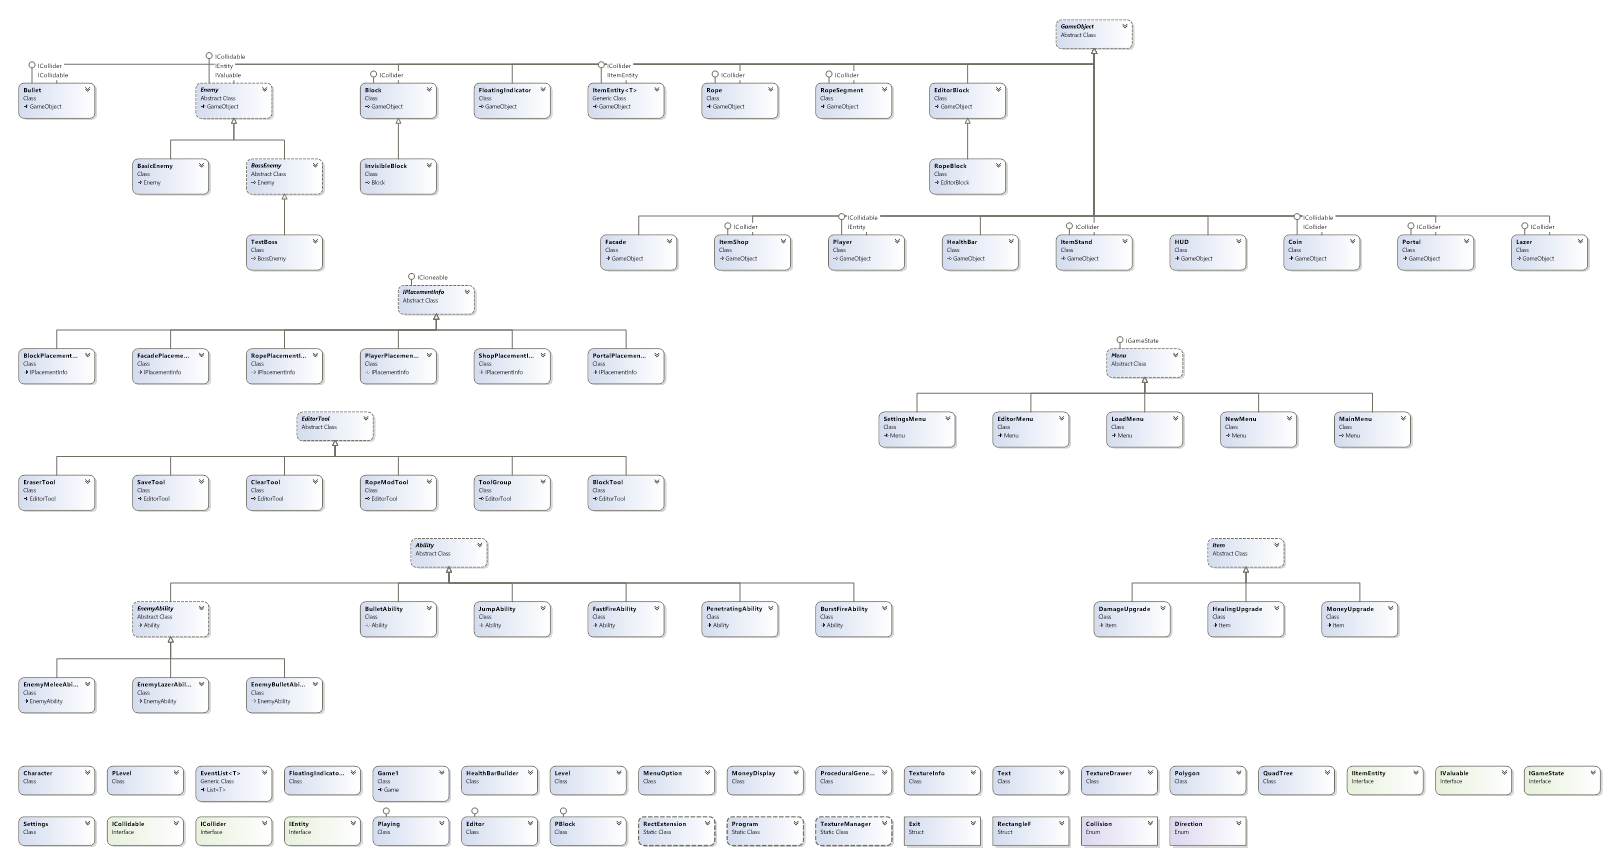 GameObject
Abstract Class
ICollider
ICollidable
ICollidable
IEntity
IValuable
ICollider
ICollider
IItemEntity
ICollider
ICollider
Bullet
Class
GameObject
Enemy
Abstract Class
GameObject
Block
Class
GameObject
FloatingIndicator
Class
GameObject
ItemEntity<T>
Generic Class
GameObject
Rope
Class
GameObject
RopeSegment
Class
GameObject
EditorBlock
Class
GameObject
BasicEnemy
Class
Enemy
BossEnemy
Abstract Class
Enemy
InvisibleBlock
Class
Block
RopeBlock
Class
EditorBlock
ICollider
ICollidable
IEntity
ICollider
ICollidable
ICollider
ICollider
ICollider
TestBoss
Class
BossEnemy
Facade
Class
GameObject
ItemShop
Class
GameObject
Player
Class
GameObject
HealthBar
Class
GameObject
ItemStand
Class
GameObject
HUD
Class
GameObject
Coin
Class
GameObject
Portal
Class
GameObject
Lazer
Class
GameObject
ICloneable
IPlacementInfo
Abstract Class
BlockPlacement...
Class
IPlacementInfo
FacadePlaceme...
Class
IPlacementInfo
RopePlacementI...
Class
IPlacementInfo
PlayerPlacemen...
Class
IPlacementInfo
ShopPlacementI...
Class
IPlacementInfo
PortalPlacemen...
Class
IPlacementInfo
IGameState
Menu
Abstract Class
SettingsMenu
Class
Menu
EditorMenu
Class
Menu
LoadMenu
Class
Menu
NewMenu
Class
Menu
MainMenu
Class
Menu
EditorTool
Abstract Class
EraserTool
Class
EditorTool
SaveTool
Class
EditorTool
ClearTool
Class
EditorTool
RopeModTool
Class
EditorTool
ToolGroup
Class
EditorTool
BlockTool
Class
EditorTool
Ability
Abstract Class
Item
Abstract Class
EnemyAbility
Abstract Class
Ability
BulletAbility
Class
Ability
JumpAbility
Class
Ability
FastFireAbility
Class
Ability
PenetratingAbility
Class
Ability
BurstFireAbility
Class
Ability
DamageUpgrade
Class
Item
HealingUpgrade
Class
Item
MoneyUpgrade
Class
Item
EnemyMeleeAbi...
Class
EnemyAbility
EnemyLazerAbil...
Class
EnemyAbility
EnemyBulletAbi...
Class
EnemyAbility
Character
Class
PLevel
Class
EventList<T>
Generic Class
List<T>
FloatingIndicato...
Class
Game1
Class
Game
HealthBarBuilder
Class
Level
Class
MenuOption
Class
MoneyDisplay
Class
ProceduralGene...
Class
TextureInfo
Class
Text
Class
TextureDrawer
Class
Polygon
Class
QuadTree
Class
IItemEntity
Interface
IValuable
Interface
IGameState
Interface
Settings
Class
ICollidable
Interface
ICollider
Interface
IEntity
Interface
Playing
Class
Editor
Class
PBlock
Class
RectExtension
Static Class
Program
Static Class
TextureManager
Static Class
Exit
Struct
RectangleF
Struct
Collision
Enum
Direction
Enum